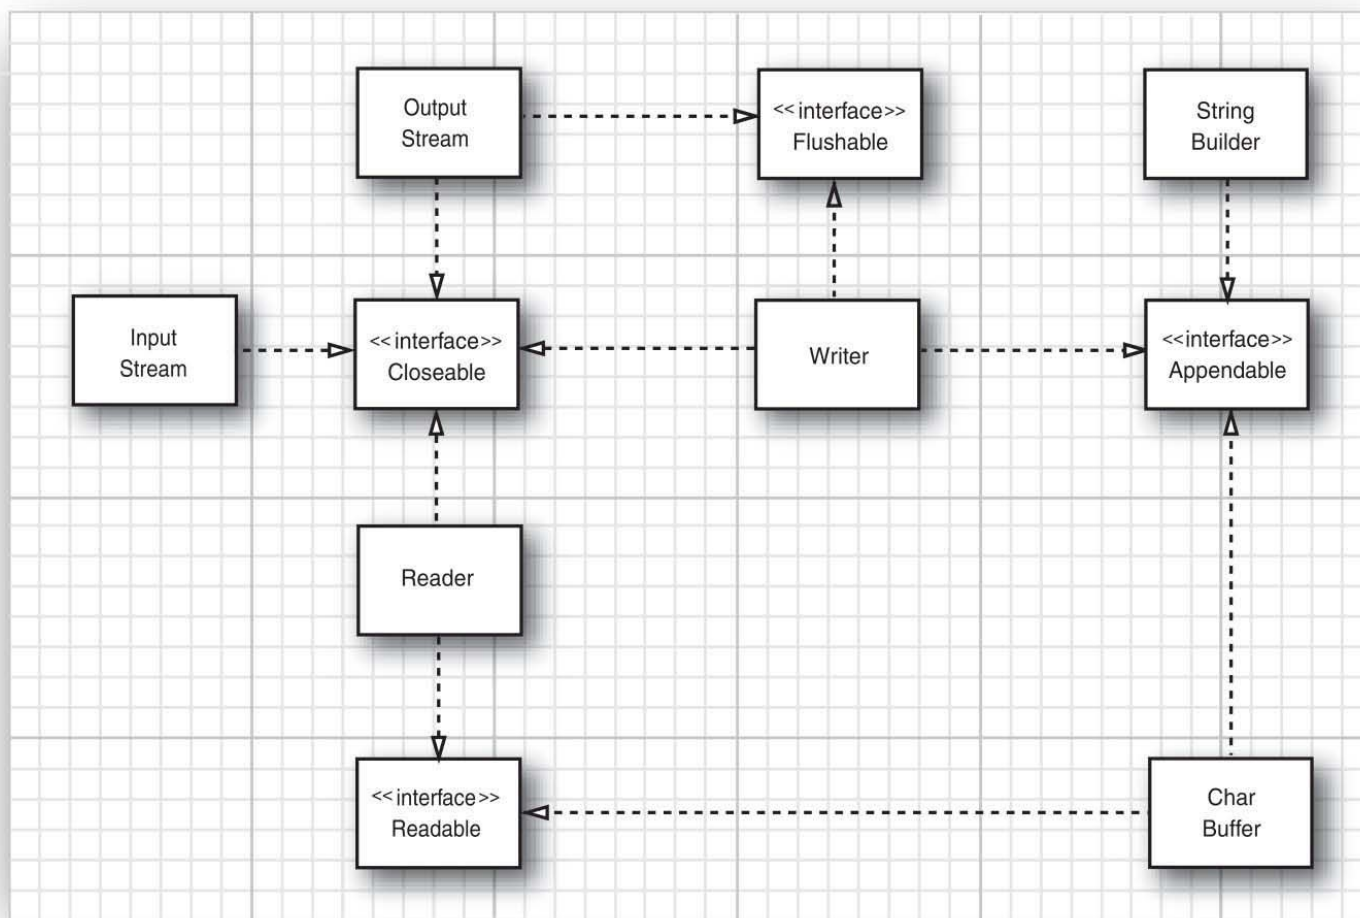 Output
Stream
<<interface>>
Flushable
String
Builder
Input
Stream
<<interface>>
Closeable
Writer
<<interface>>
Appendable
Reader
<<interface>>
Readable
Char
Buffer